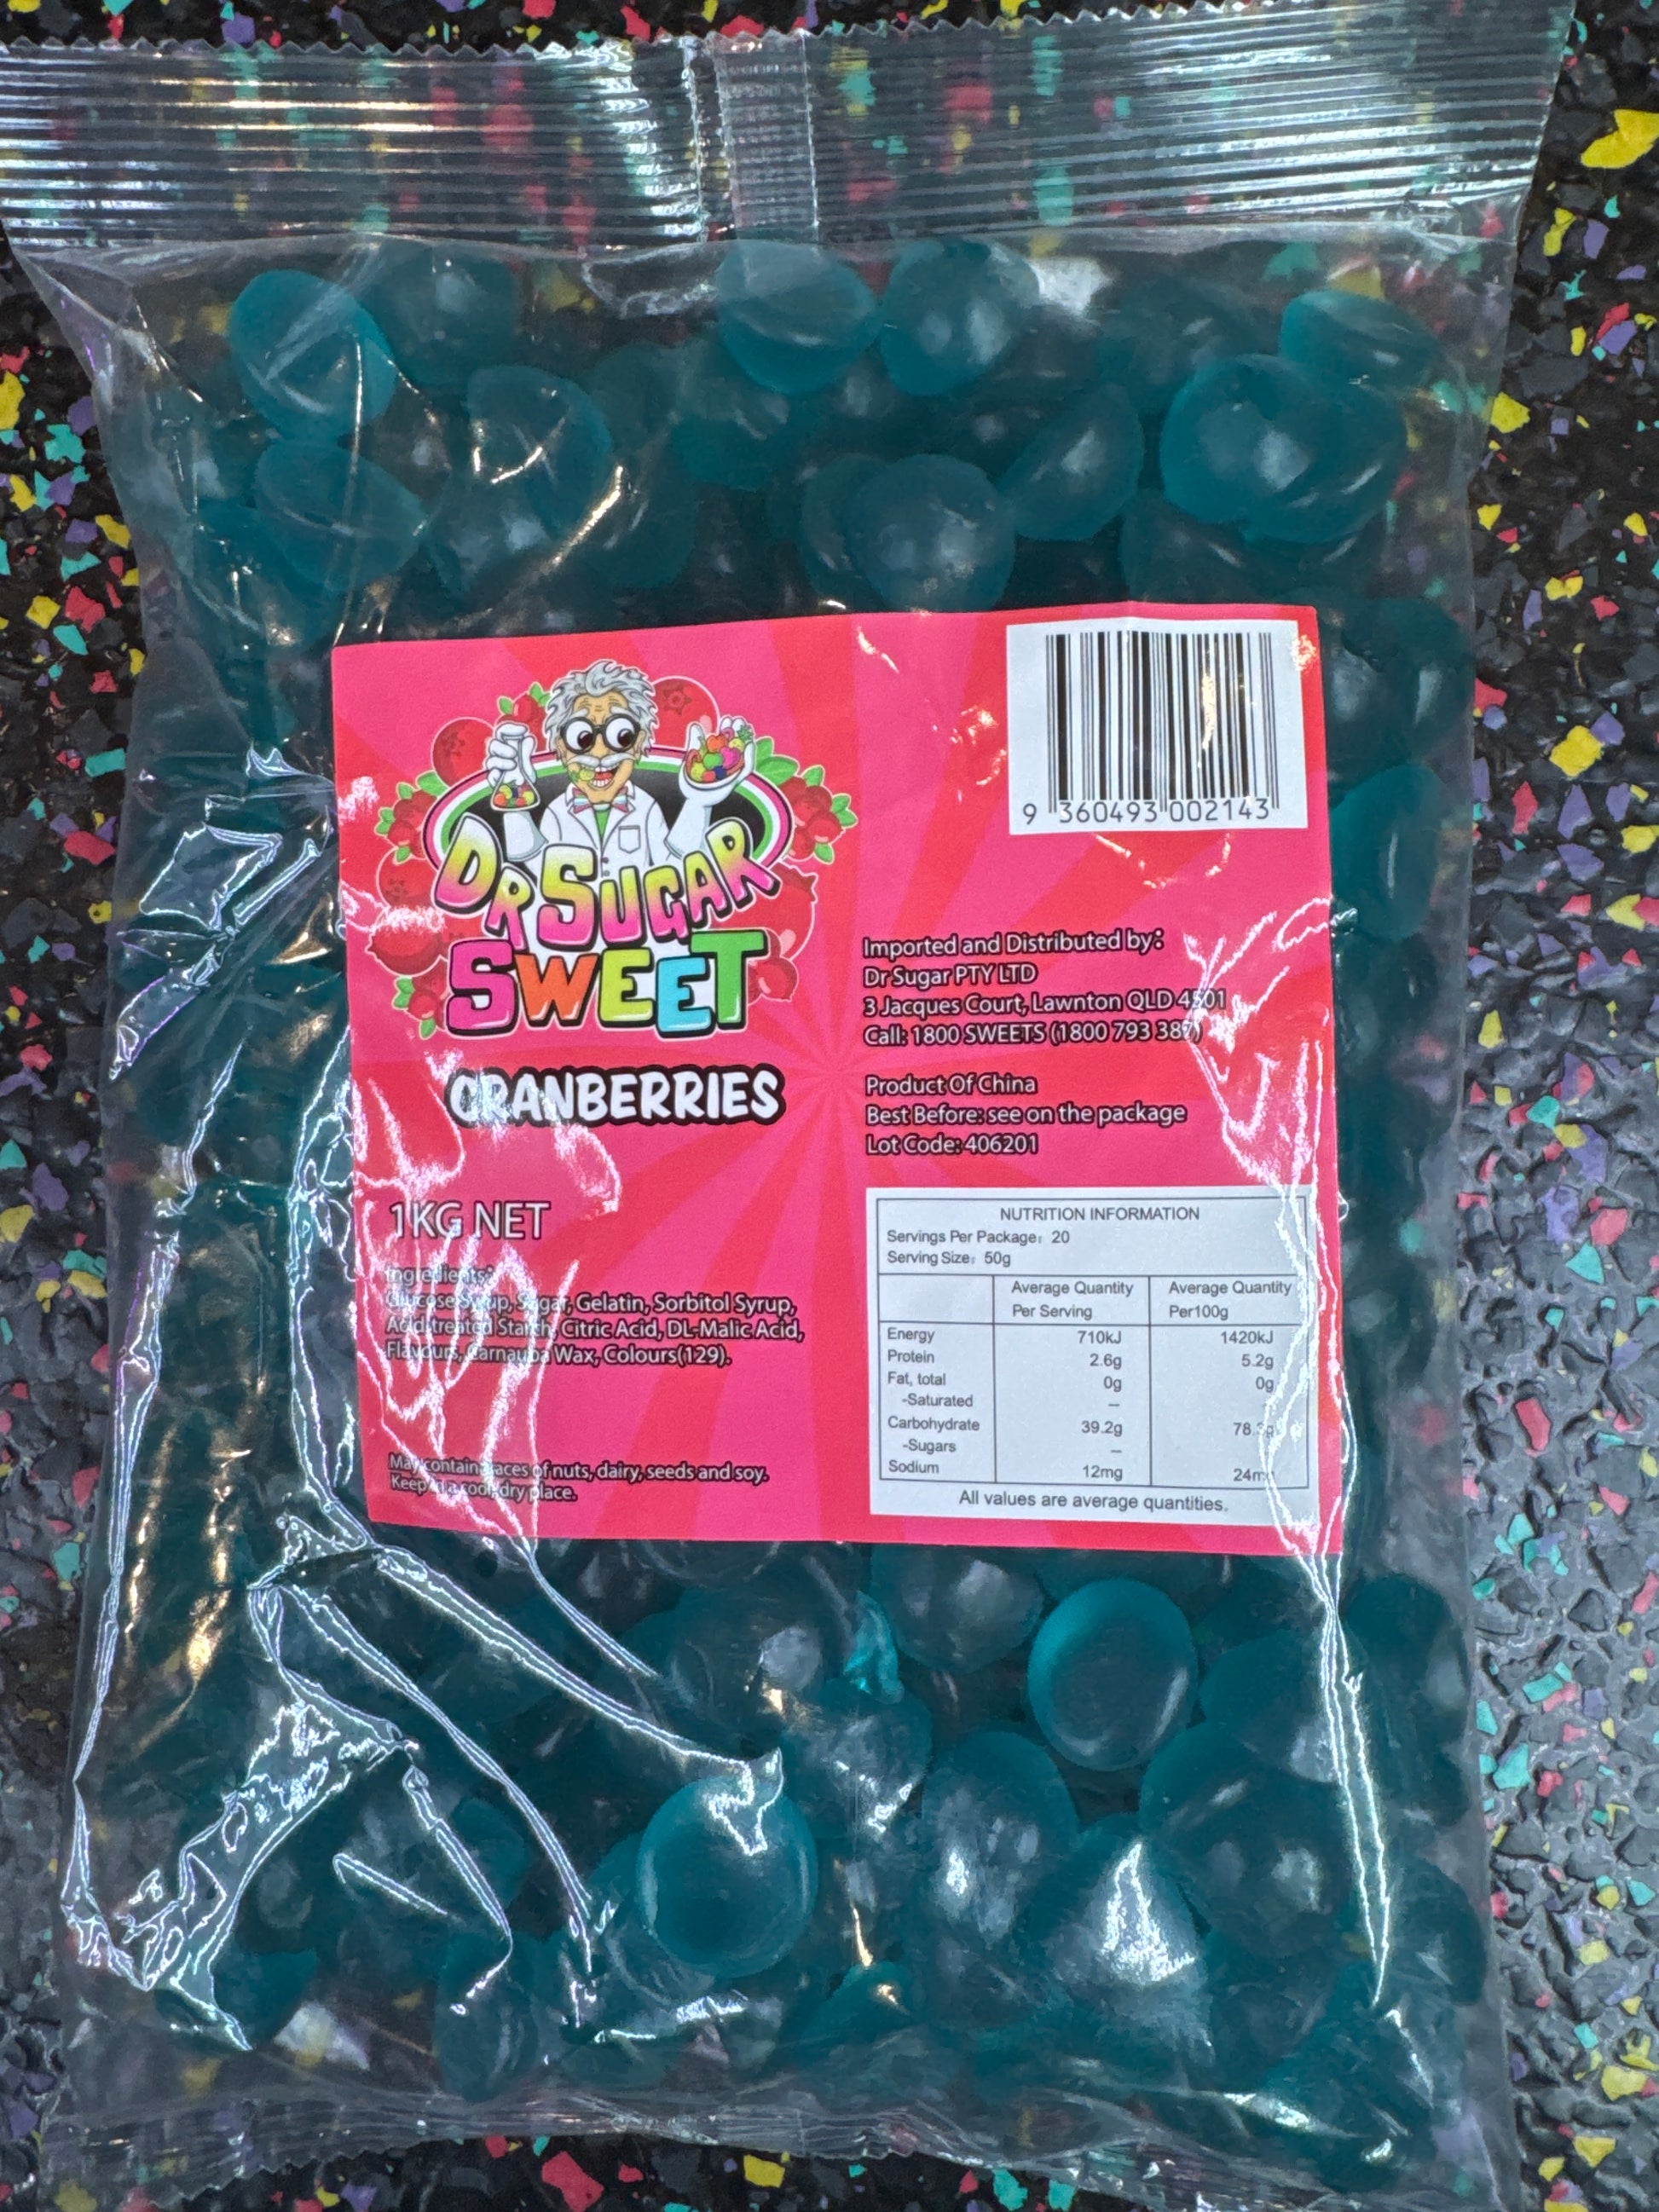 DR SUGAR
SWEET
CRANBERRIES
1KG NET
Ingredients:
Glucose Syrup, Sugar, Gelatin, Sorbitol Syrup,
Acid treated Starch, Citric Acid, DL-Malic Acid,
Flavours, Carnauba Wax, Colours(129).
May contain traces of nuts, dairy, seeds and soy.
Keep in a cool dry place.
9 360493 002143
Imported and Distributed by:
Dr Sugar PTY LTD
3 Jacques Court, Lawnton QLD 4501
Call: 1800 SWEETS (1800 793 387)
Product Of China
Best Before: see on the package
Lot Code: 406201
NUTRITION INFORMATION
Servings Per Package: 20
Serving Size: 50g
Average Quantity Average Quantity
Per Serving Per100g
Energy 710kJ 1420kJ
Protein 2.6g 5.2g
Fat, total 0g 0g
-Saturated –
Carbohydrate 39.2g
-Sugars –
Sodium 12mg 24mg
All values are average quantities.